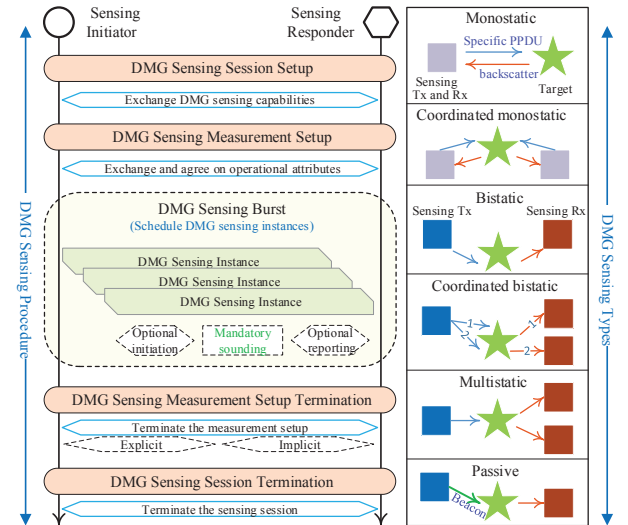 Sensing
Initiator
Sensing
Responder
DMG Sensing Session Setup
Exchange DMG sensing capabilities
DMG Sensing Measurement Setup
Exchange and agree on operational attributes
DMG Sensing Burst
(Schedule DMG sensing instances)
DMG Sensing Instance
DMG Sensing Instance
DMG Sensing Instance
Optional
initiation
Mandatory
sounding
Optional
reporting
DMG Sensing Measurement Setup Termination
Terminate the measurement setup
Explicit
Implicit
DMG Sensing Session Termination
Terminate the sensing session
DMG Sensing Procedure
Monostatic
Specific PPDU
backscatter
Sensing
Tx and Rx
Target
Coordinated monostatic
Bistatic
Sensing Tx
Sensing Rx
Coordinated bistatic
1
2
1
2
Multistatic
Passive
Beacon
DMG Sensing Types